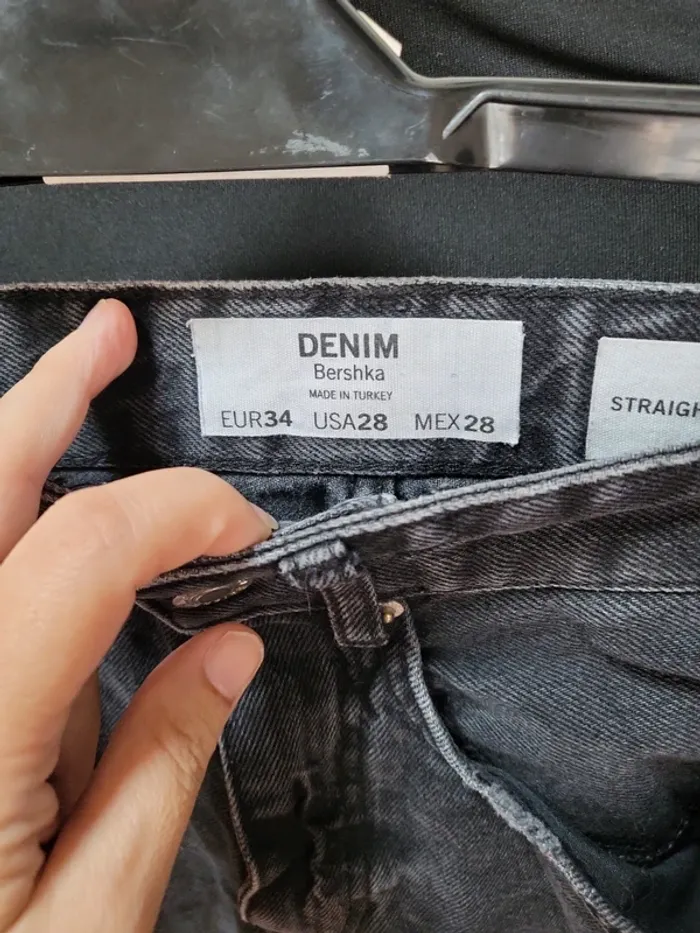 DENIM
Bershka
MADE IN TURKEY
EUR34 USA28 MEX28